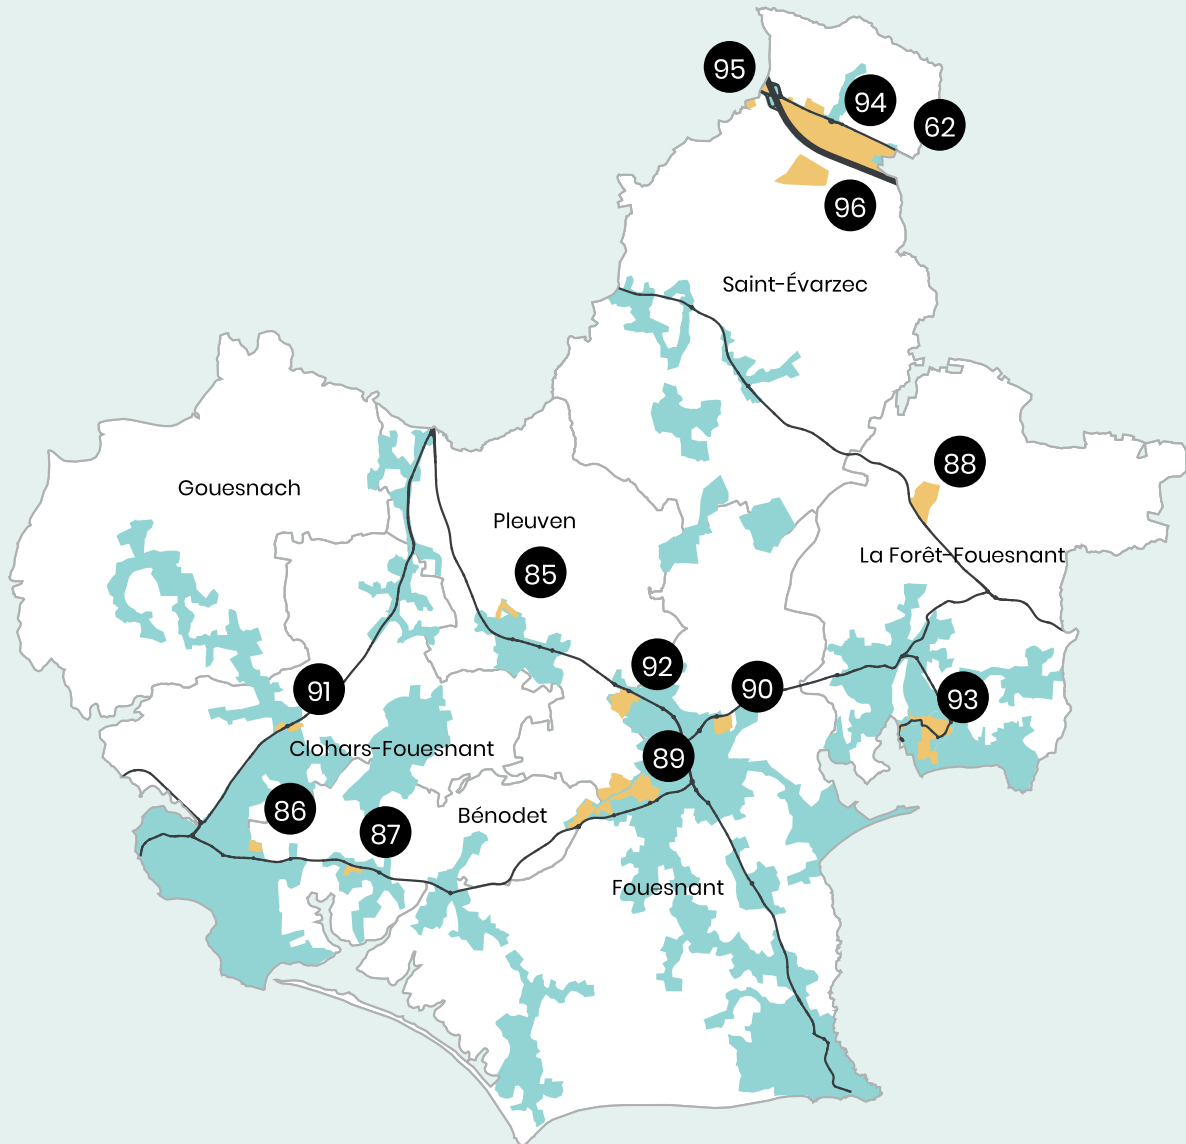 95
94
62
96
Saint-Évarzec
88
Gouesnach
Pleuven
La Forêt-Fouesnant
85
92
91
90
93
Clohars-Fouesnant
89
86
Bénodet
87
Fouesnant